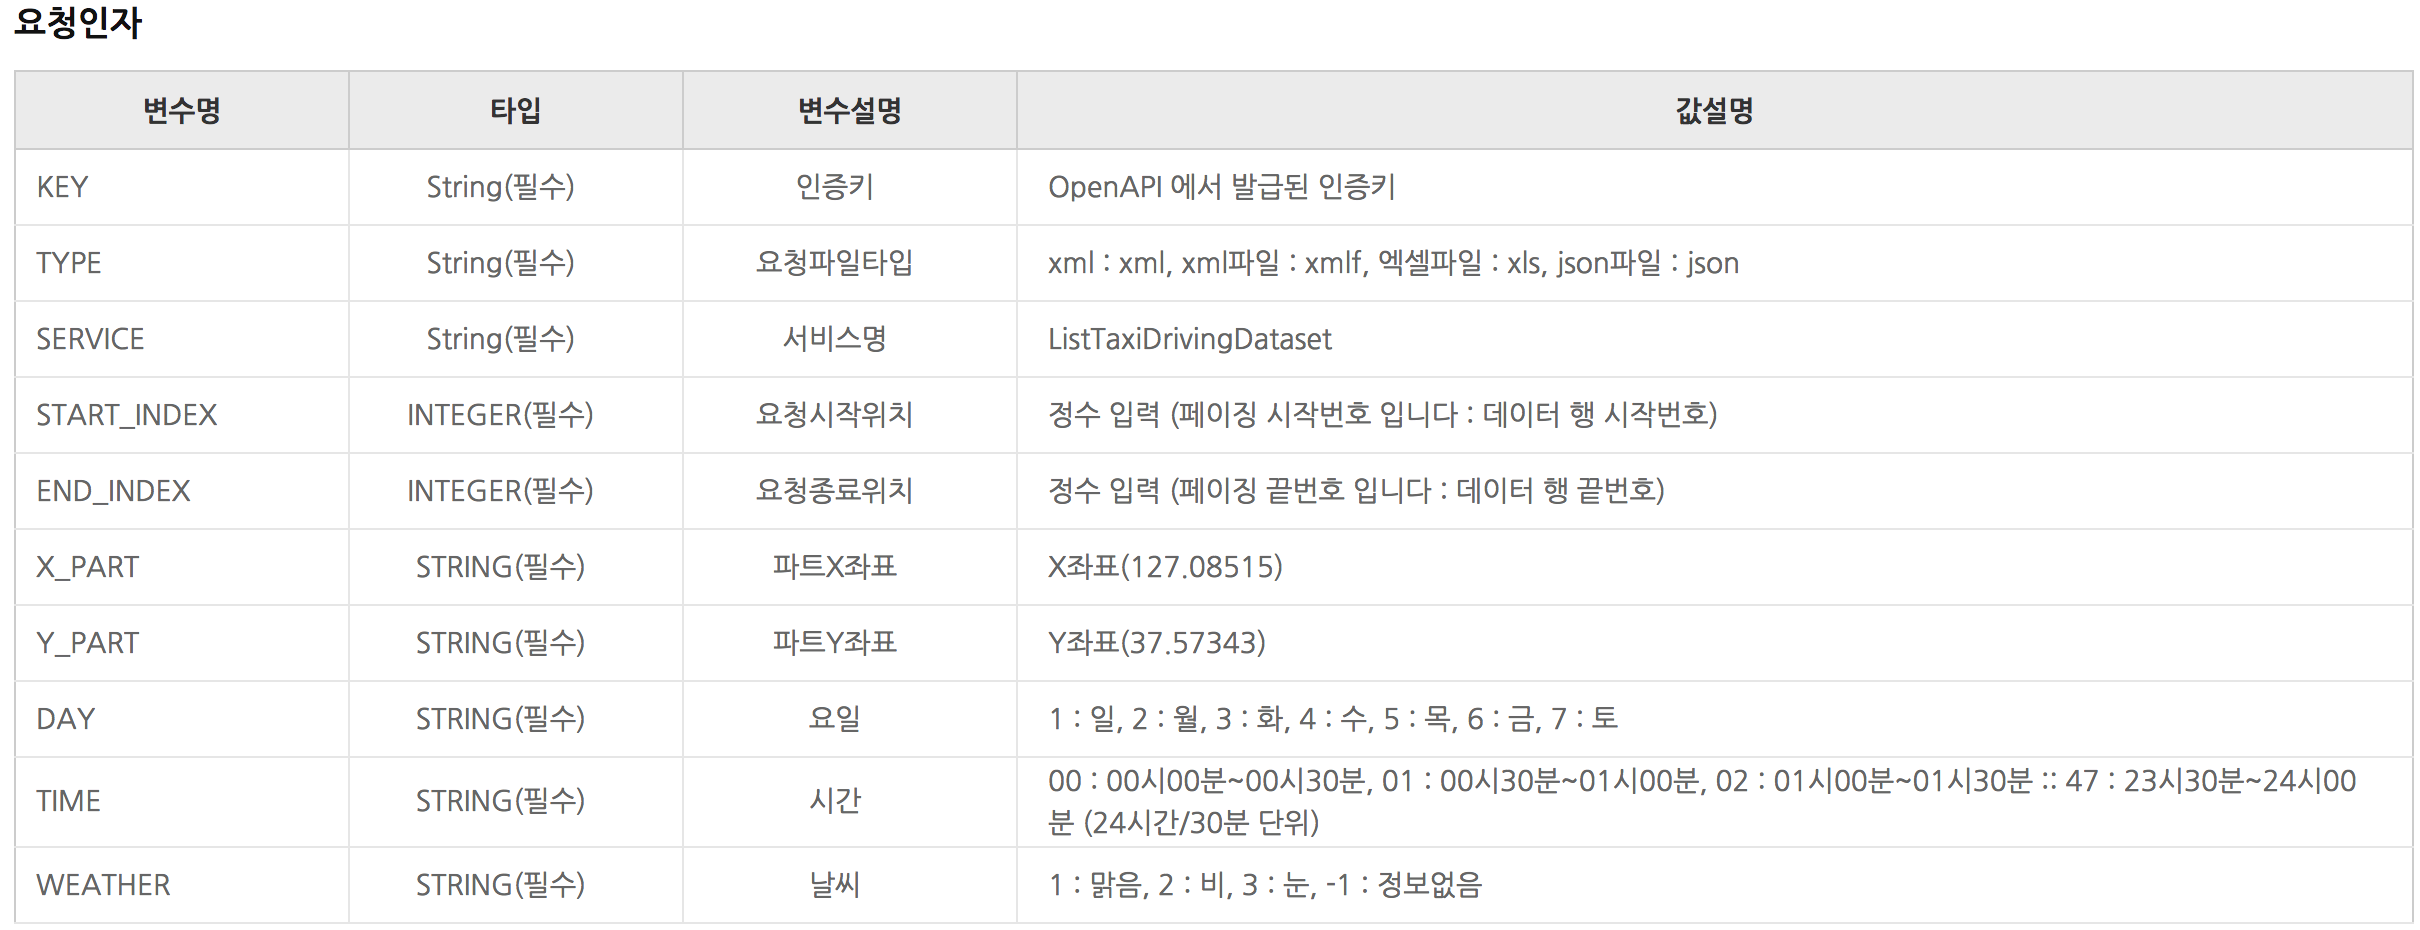 요청인자
변수명 타입 변수설명 값설명
KEY String(필수) 인증키 OpenAPI 에서 발급된 인증키
TYPE String(필수) 요청파일타입 xml : xml, xml파일 : xmlf, 엑셀파일 : xls, json파일 : json
SERVICE String(필수) 서비스명 ListTaxiDrivingDataset
START_INDEX INTEGER(필수) 요청시작위치 정수 입력 (페이징 시작번호 입니다 : 데이터 행 시작번호)
END_INDEX INTEGER(필수) 요청종료위치 정수 입력 (페이징 끝번호 입니다 : 데이터 행 끝번호)
X_PART STRING(필수) 파트X좌표 X좌표(127.08515)
Y_PART STRING(필수) 파트Y좌표 Y좌표(37.57343)
DAY STRING(필수) 요일 1 : 일, 2 : 월, 3 : 화, 4 : 수, 5 : 목, 6 : 금, 7 : 토
TIME STRING(필수) 시간 00 : 00시00분~00시30분, 01 : 00시30분~01시00분, 02 : 01시00분~01시30분 :: 47 : 23시30분~24시00
분 (24시간/30분 단위)
WEATHER STRING(필수) 날씨 1 : 맑음, 2 : 비, 3 : 눈, -1 : 정보없음